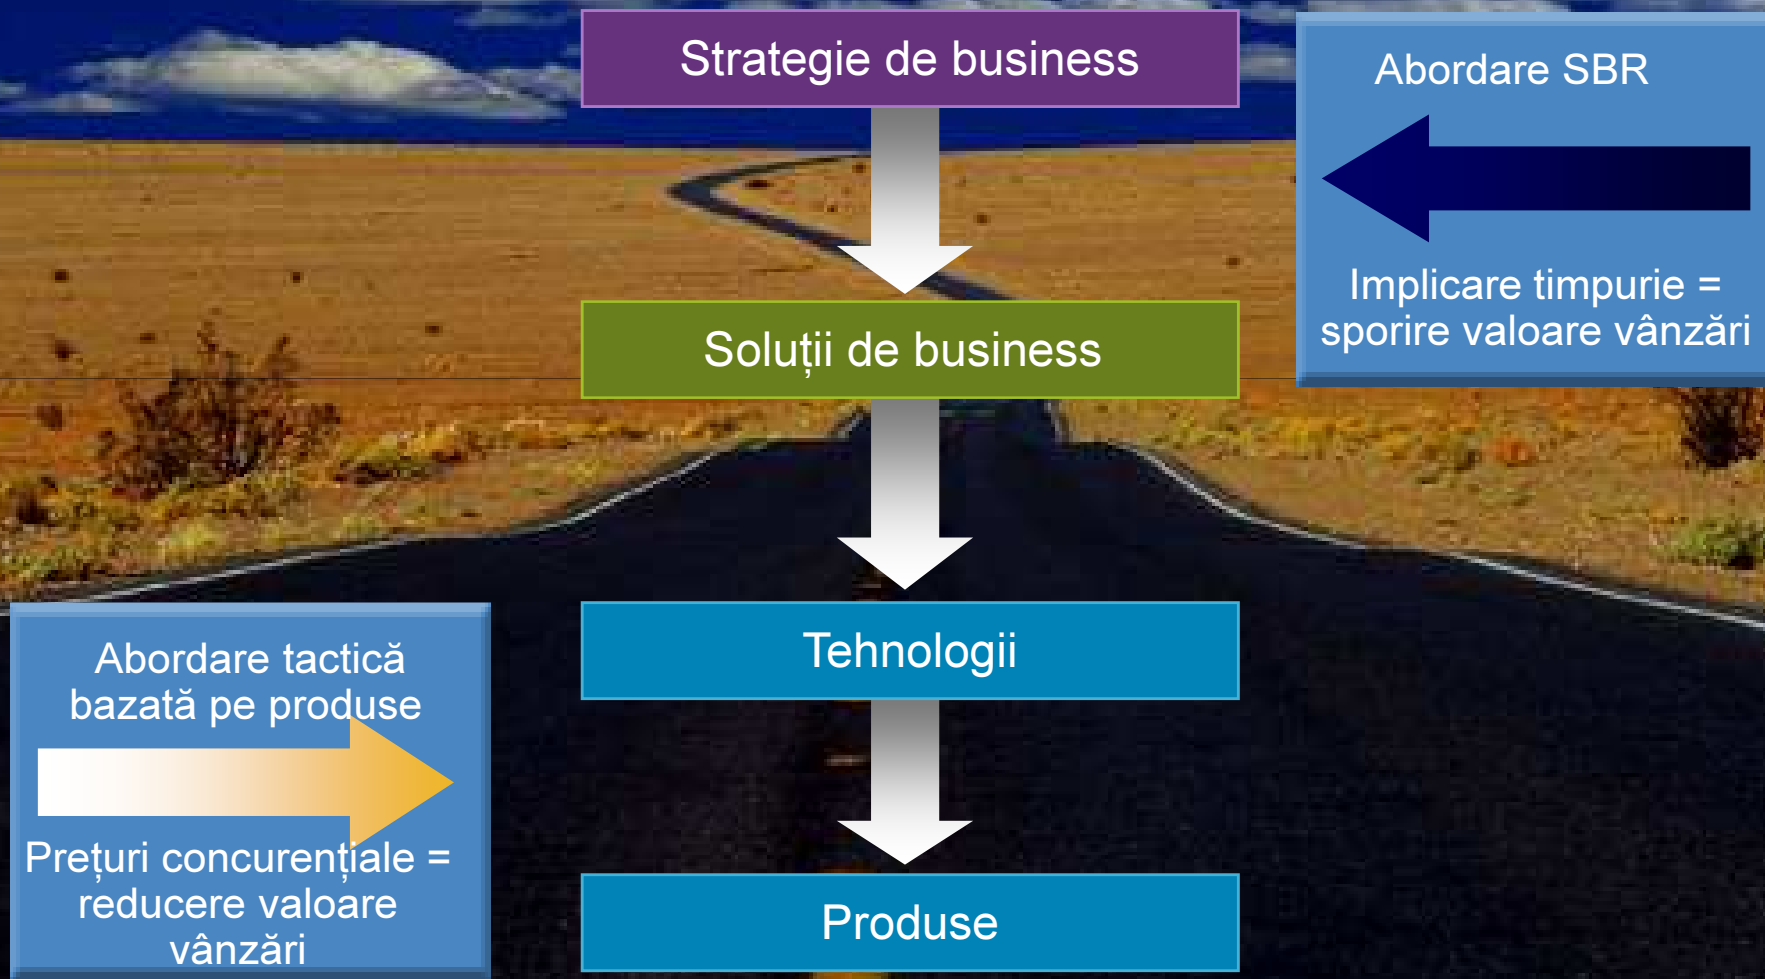 Strategie de business
Abordare SBR
Implicare timpurie =
sporire valoare vânzări
Soluții de business
Tehnologii
Abordare tactică
bazată pe produse
Prețuri concurențiale =
reducere valoare
vânzări
Produse